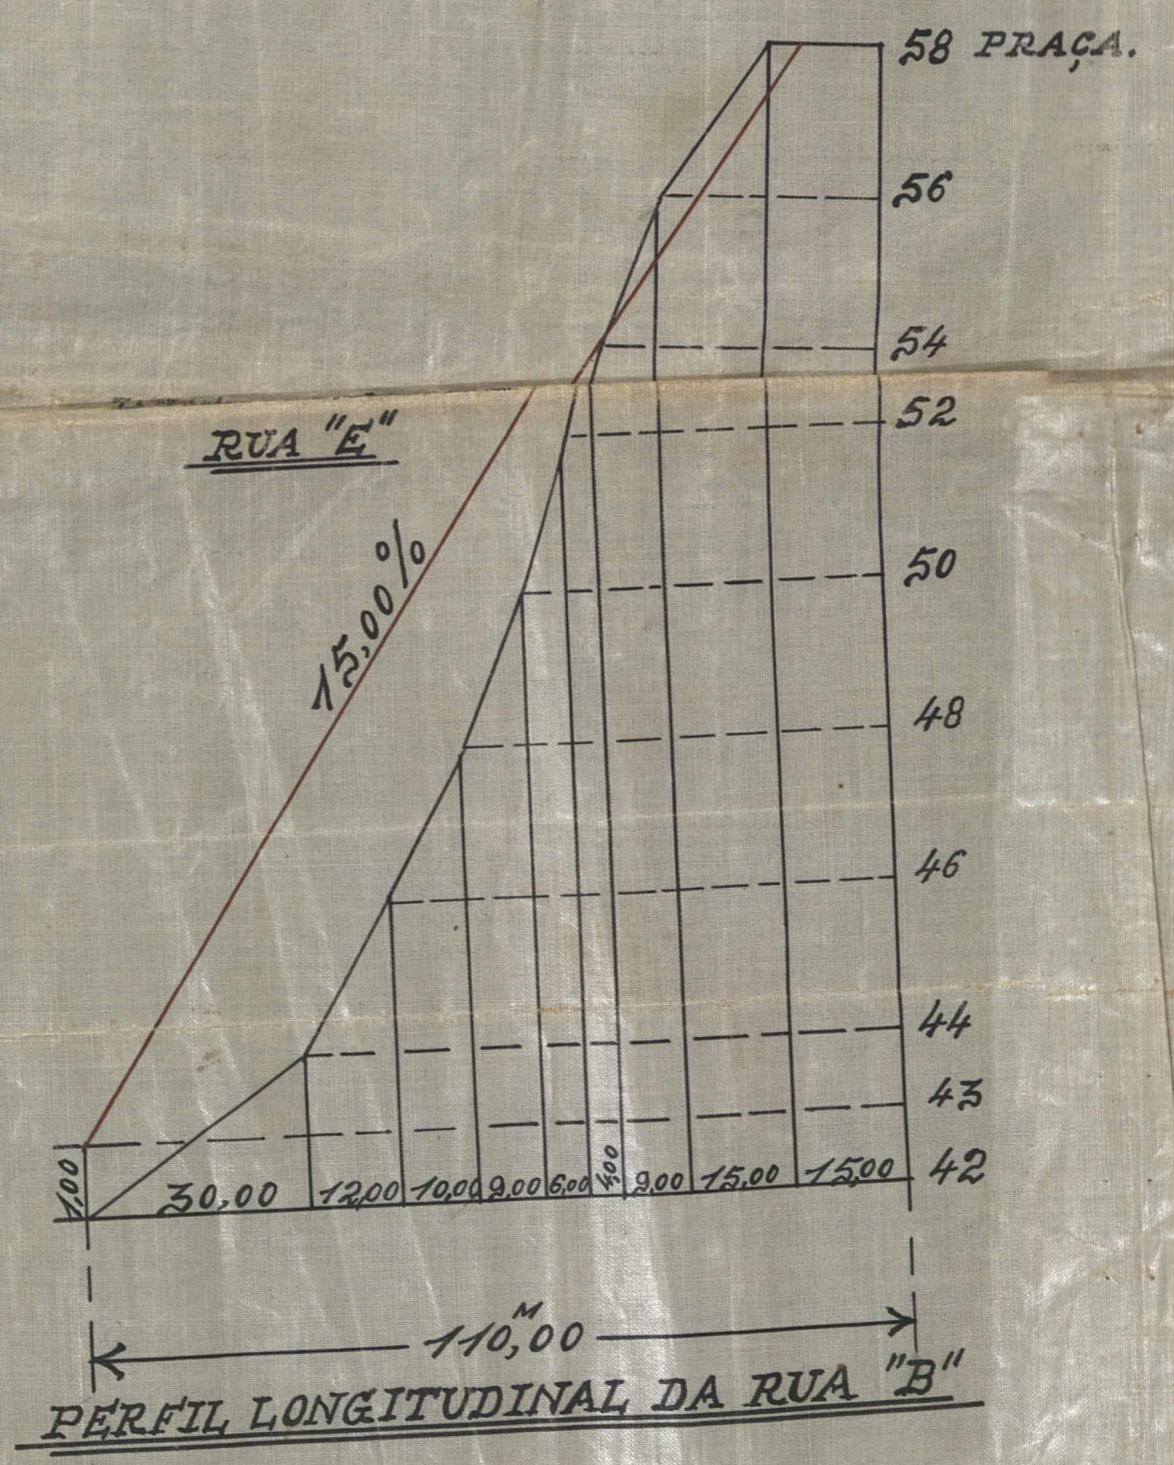 58 PRAÇA.
56
54
52
RUA "E"
15,00%
50
48
46
44
43
42
1,00
30,00 12,00 10,00 9,00 6,00 4,00 9,00 15,00 15,00
110,00 M
PERFIL LONGITUDINAL DA RUA "B"